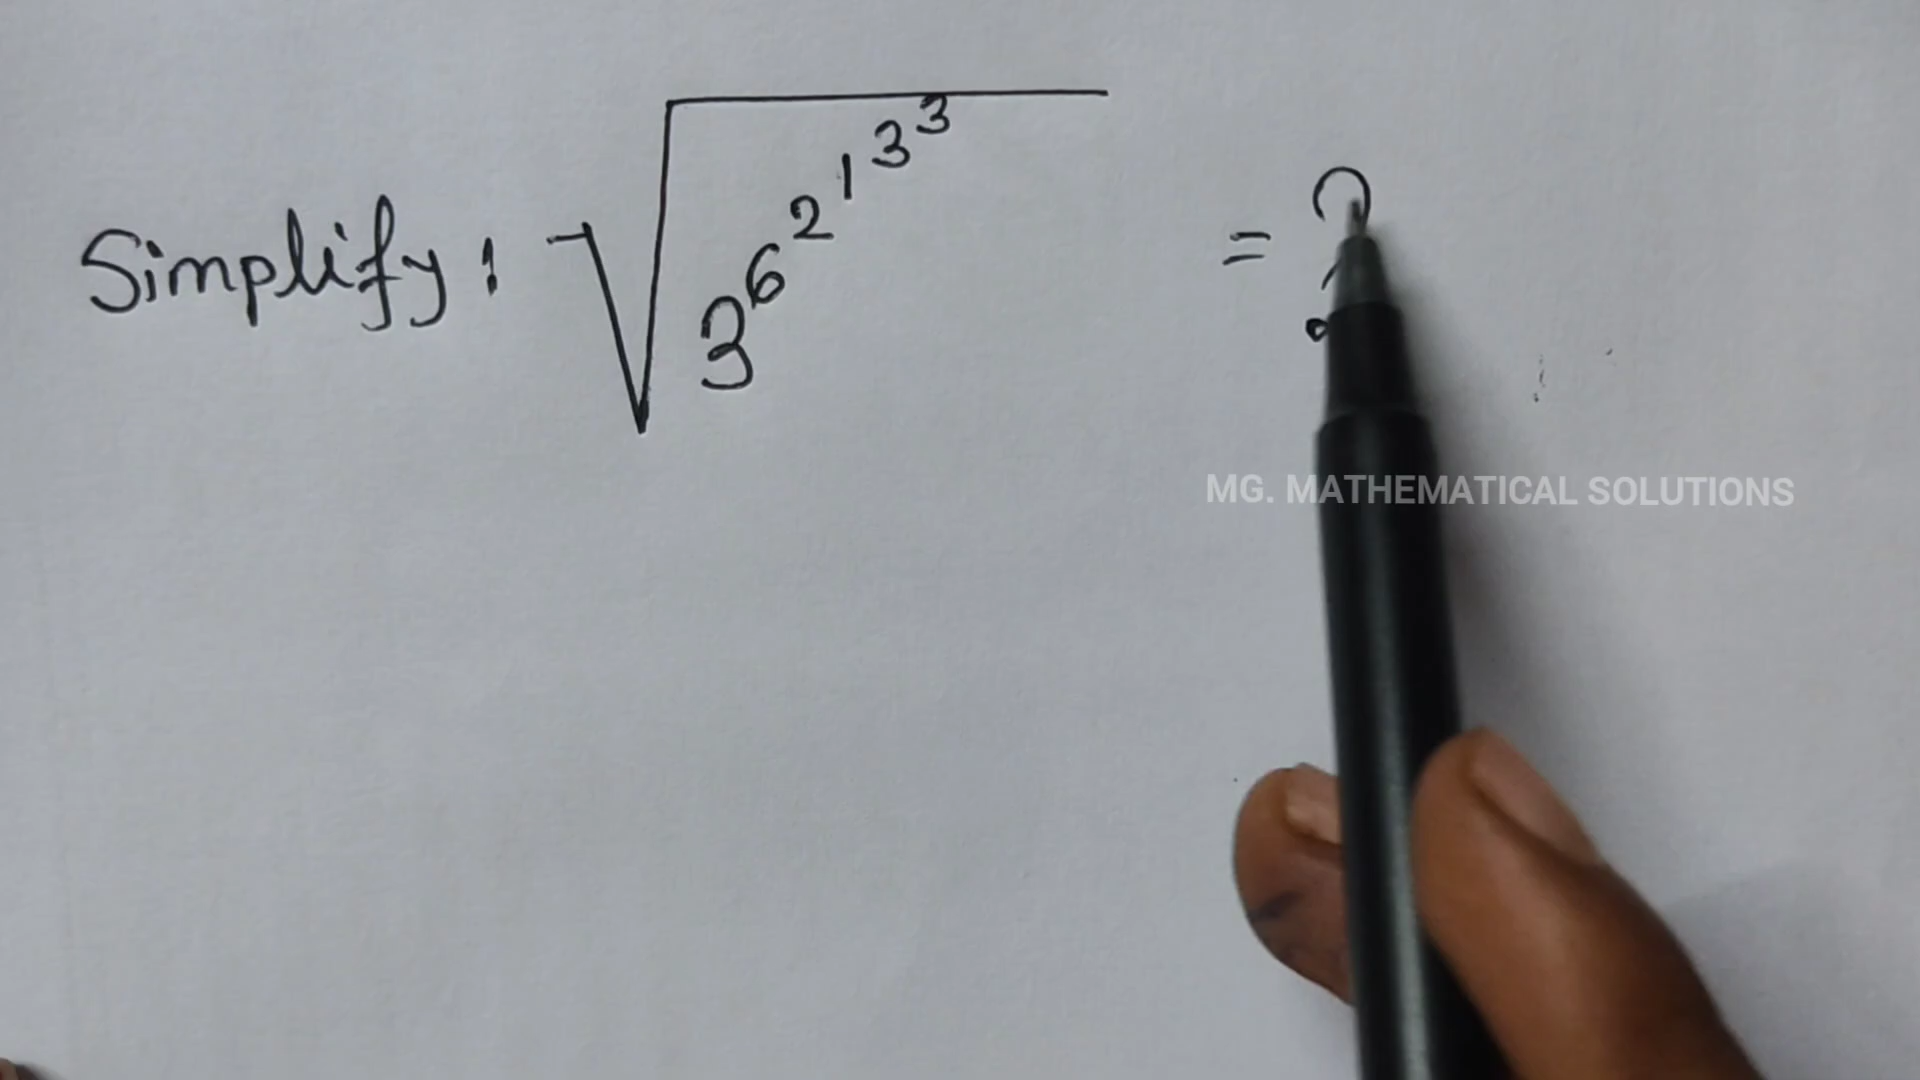 Simplify : √3^6^2^1^3^3 = ?
MG. MATHEMATICAL SOLUTIONS